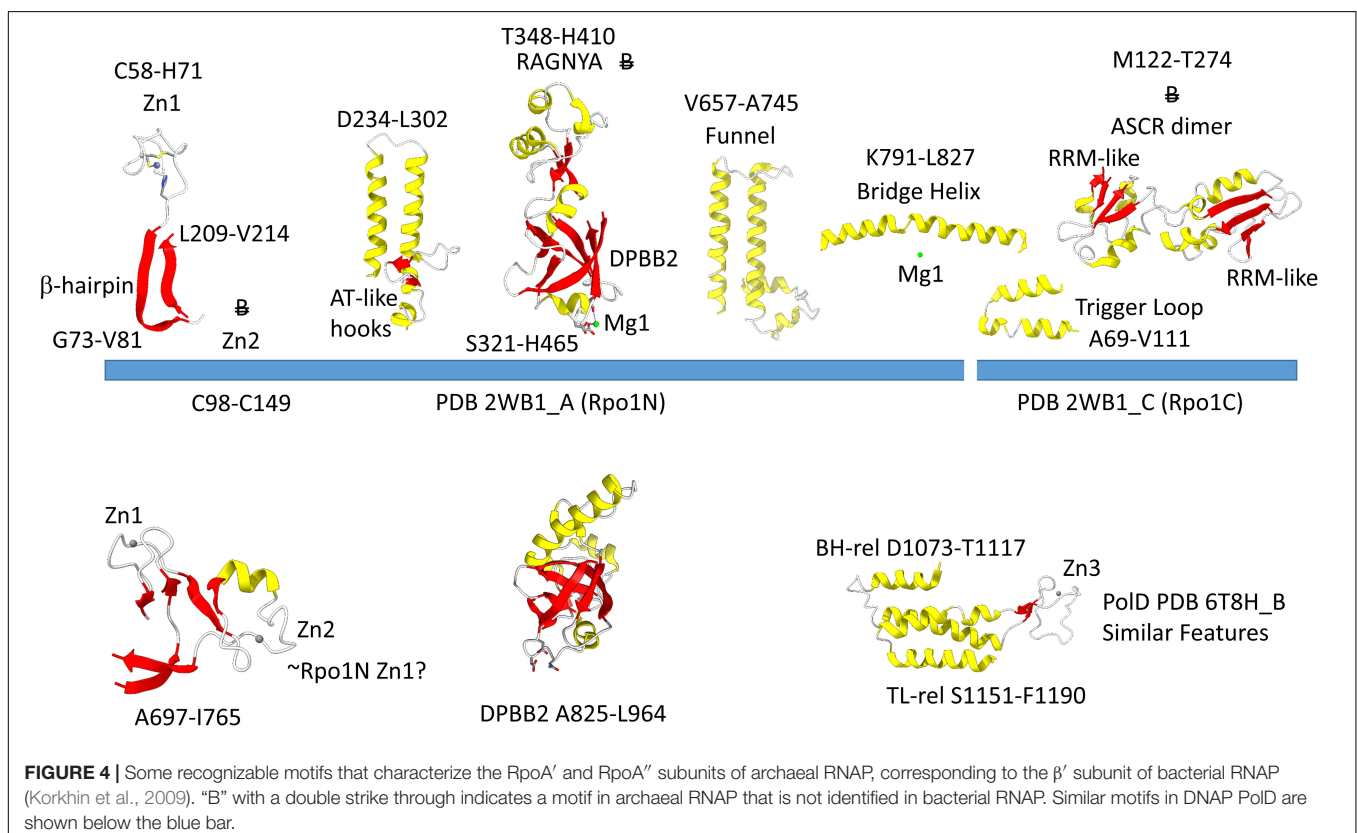 C58-H71
Zn1
L209-V214
β-hairpin
B
G73-V81
Zn2
D234-L302
AT-like
hooks
T348-H410
RAGNYA B
DPBB2
Mg1
S321-H465
V657-A745
Funnel
K791-L827
Bridge Helix
Mg1
M122-T274
B
ASCR dimer
RRM-like
RRM-like
Trigger Loop
A69-V111
C98-C149
PDB 2WB1_A (Rpo1N)
PDB 2WB1_C (Rpo1C)
Zn1
Zn2
~Rpo1N Zn1?
A697-I765
DPBB2 A825-L964
BH-rel D1073-T1117
Zn3
PolD PDB 6T8H_B
Similar Features
TL-rel S1151-F1190
FIGURE 4 | Some recognizable motifs that characterize the RpoA′ and RpoA″ subunits of archaeal RNAP, corresponding to the β′ subunit of bacterial RNAP
(Korkhin et al., 2009). “B” with a double strike through indicates a motif in archaeal RNAP that is not identified in bacterial RNAP. Similar motifs in DNAP PolD are
shown below the blue bar.